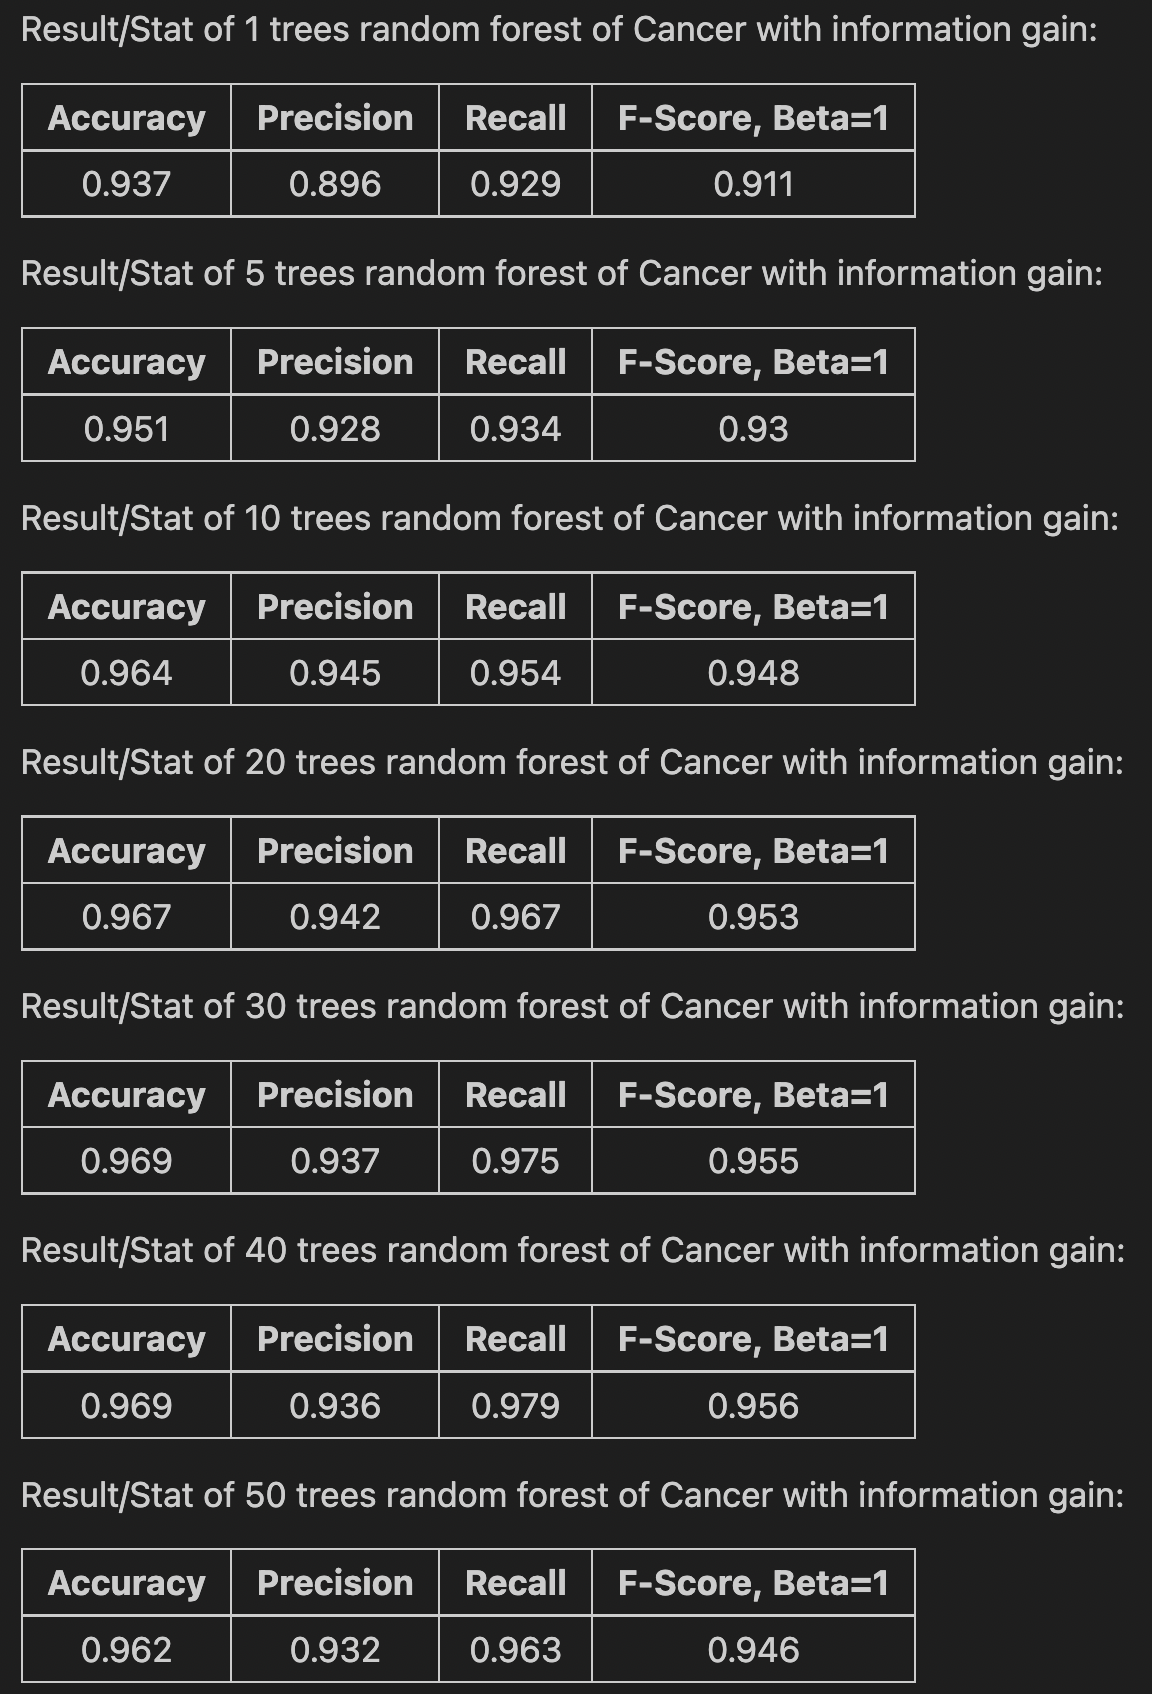 Result/Stat of 1 trees random forest of Cancer with information gain:
Accuracy Precision Recall F-Score, Beta=1
0.937 0.896 0.929 0.911
Result/Stat of 5 trees random forest of Cancer with information gain:
Accuracy Precision Recall F-Score, Beta=1
0.951 0.928 0.934 0.93
Result/Stat of 10 trees random forest of Cancer with information gain:
Accuracy Precision Recall F-Score, Beta=1
0.964 0.945 0.954 0.948
Result/Stat of 20 trees random forest of Cancer with information gain:
Accuracy Precision Recall F-Score, Beta=1
0.967 0.942 0.967 0.953
Result/Stat of 30 trees random forest of Cancer with information gain:
Accuracy Precision Recall F-Score, Beta=1
0.969 0.937 0.975 0.955
Result/Stat of 40 trees random forest of Cancer with information gain:
Accuracy Precision Recall F-Score, Beta=1
0.969 0.936 0.979 0.956
Result/Stat of 50 trees random forest of Cancer with information gain:
Accuracy Precision Recall F-Score, Beta=1
0.962 0.932 0.963 0.946